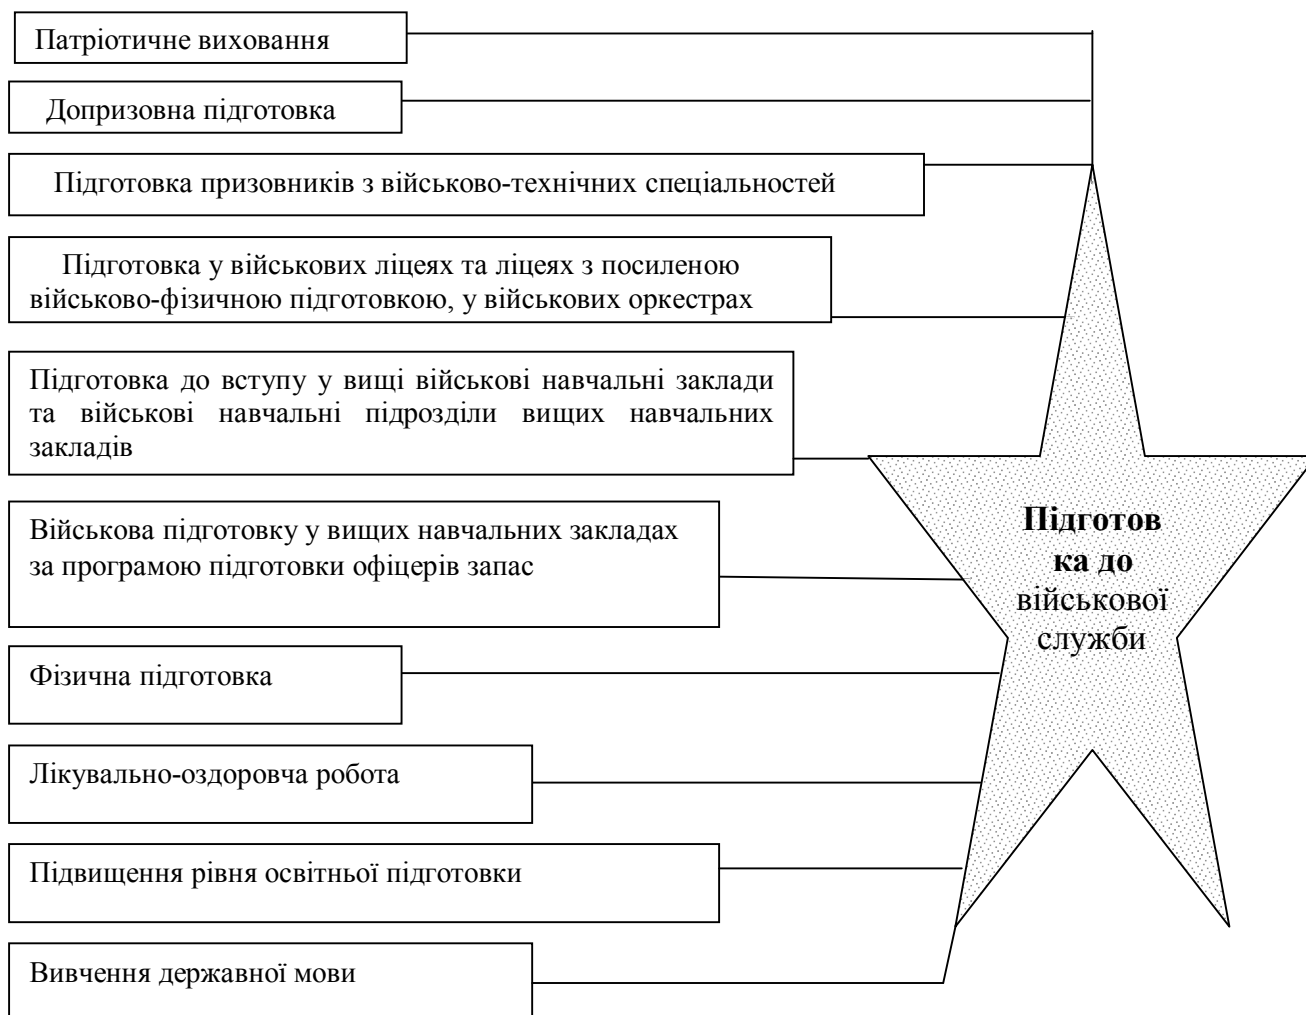 Патріотичне виховання
Допризовна підготовка
Підготовка призовників з військово-технічних спеціальностей
Підготовка у військових ліцеях та ліцеях з посиленою
військово-фізичною підготовкою, у військових оркестрах
Підготовка до вступу у вищі військові навчальні заклади
та військові навчальні підрозділи вищих навчальних
закладів
Військова підготовку у вищих навчальних закладах
за програмою підготовки офіцерів запас
Фізична підготовка
Лікувально-оздоровча робота
Підвищення рівня освітньої підготовки
Вивчення державної мови
Підготов
ка до
військової
служби